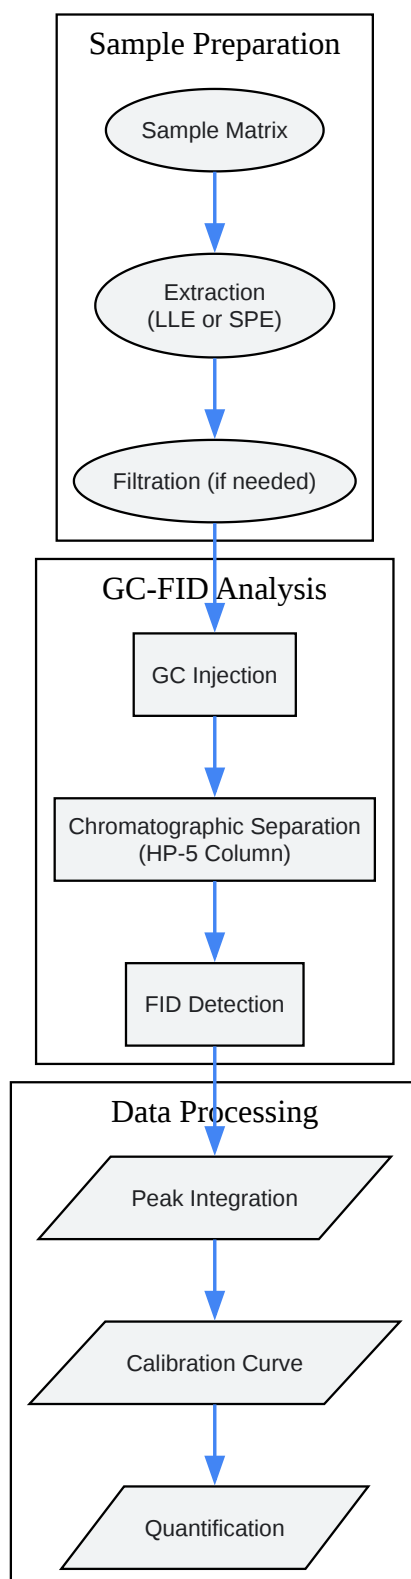 Sample Preparation
Sample Matrix
Extraction
(LLE or SPE)
Filtration (if needed)
GC-FID Analysis
GC Injection
Chromatographic Separation
(HP-5 Column)
FID Detection
Data Processing
Peak Integration
Calibration Curve
Quantification